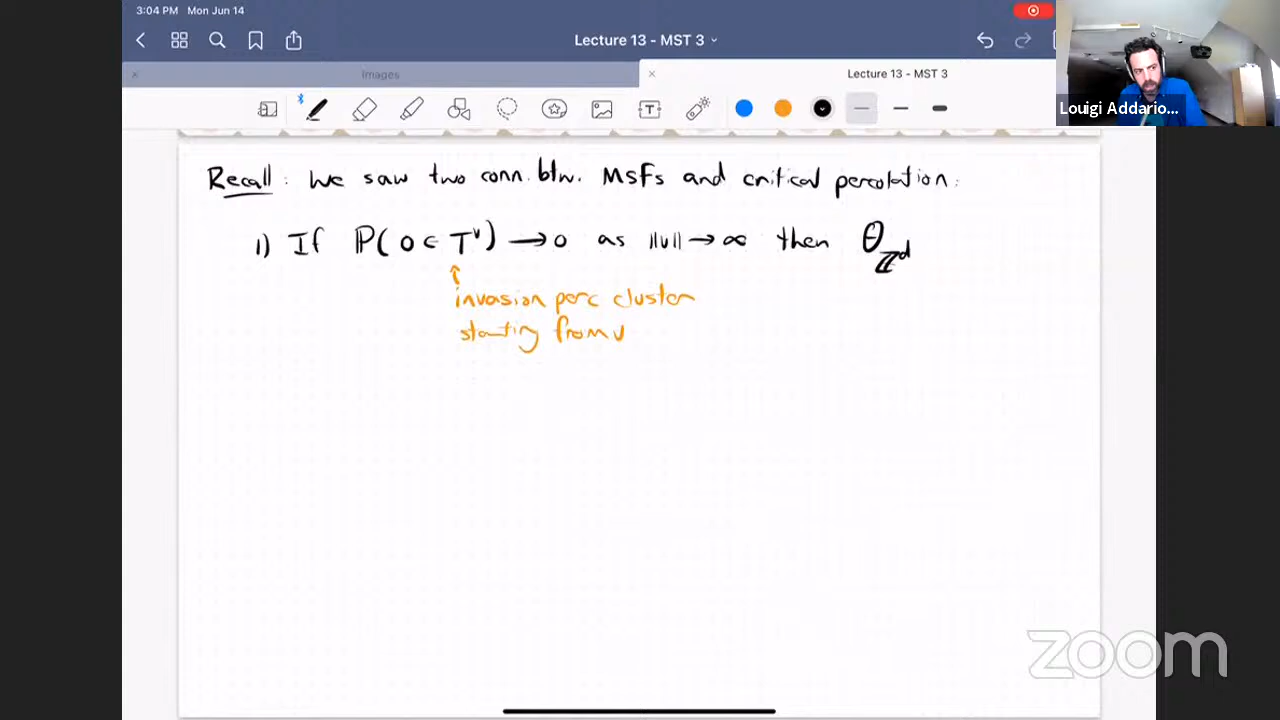 3:04 PM Mon Jun 14
Lecture 13 - MST 3
Images
Lecture 13 - MST 3
Louigi Addario...
Recall: We saw two conn. btw. MSFs and critical percolation:
1) If ℙ(0 ∈ Tᵛ) → 0 as ‖v‖ → ∞ then θ_ℤᵈ
invasion perc cluster
starting from v
zoom